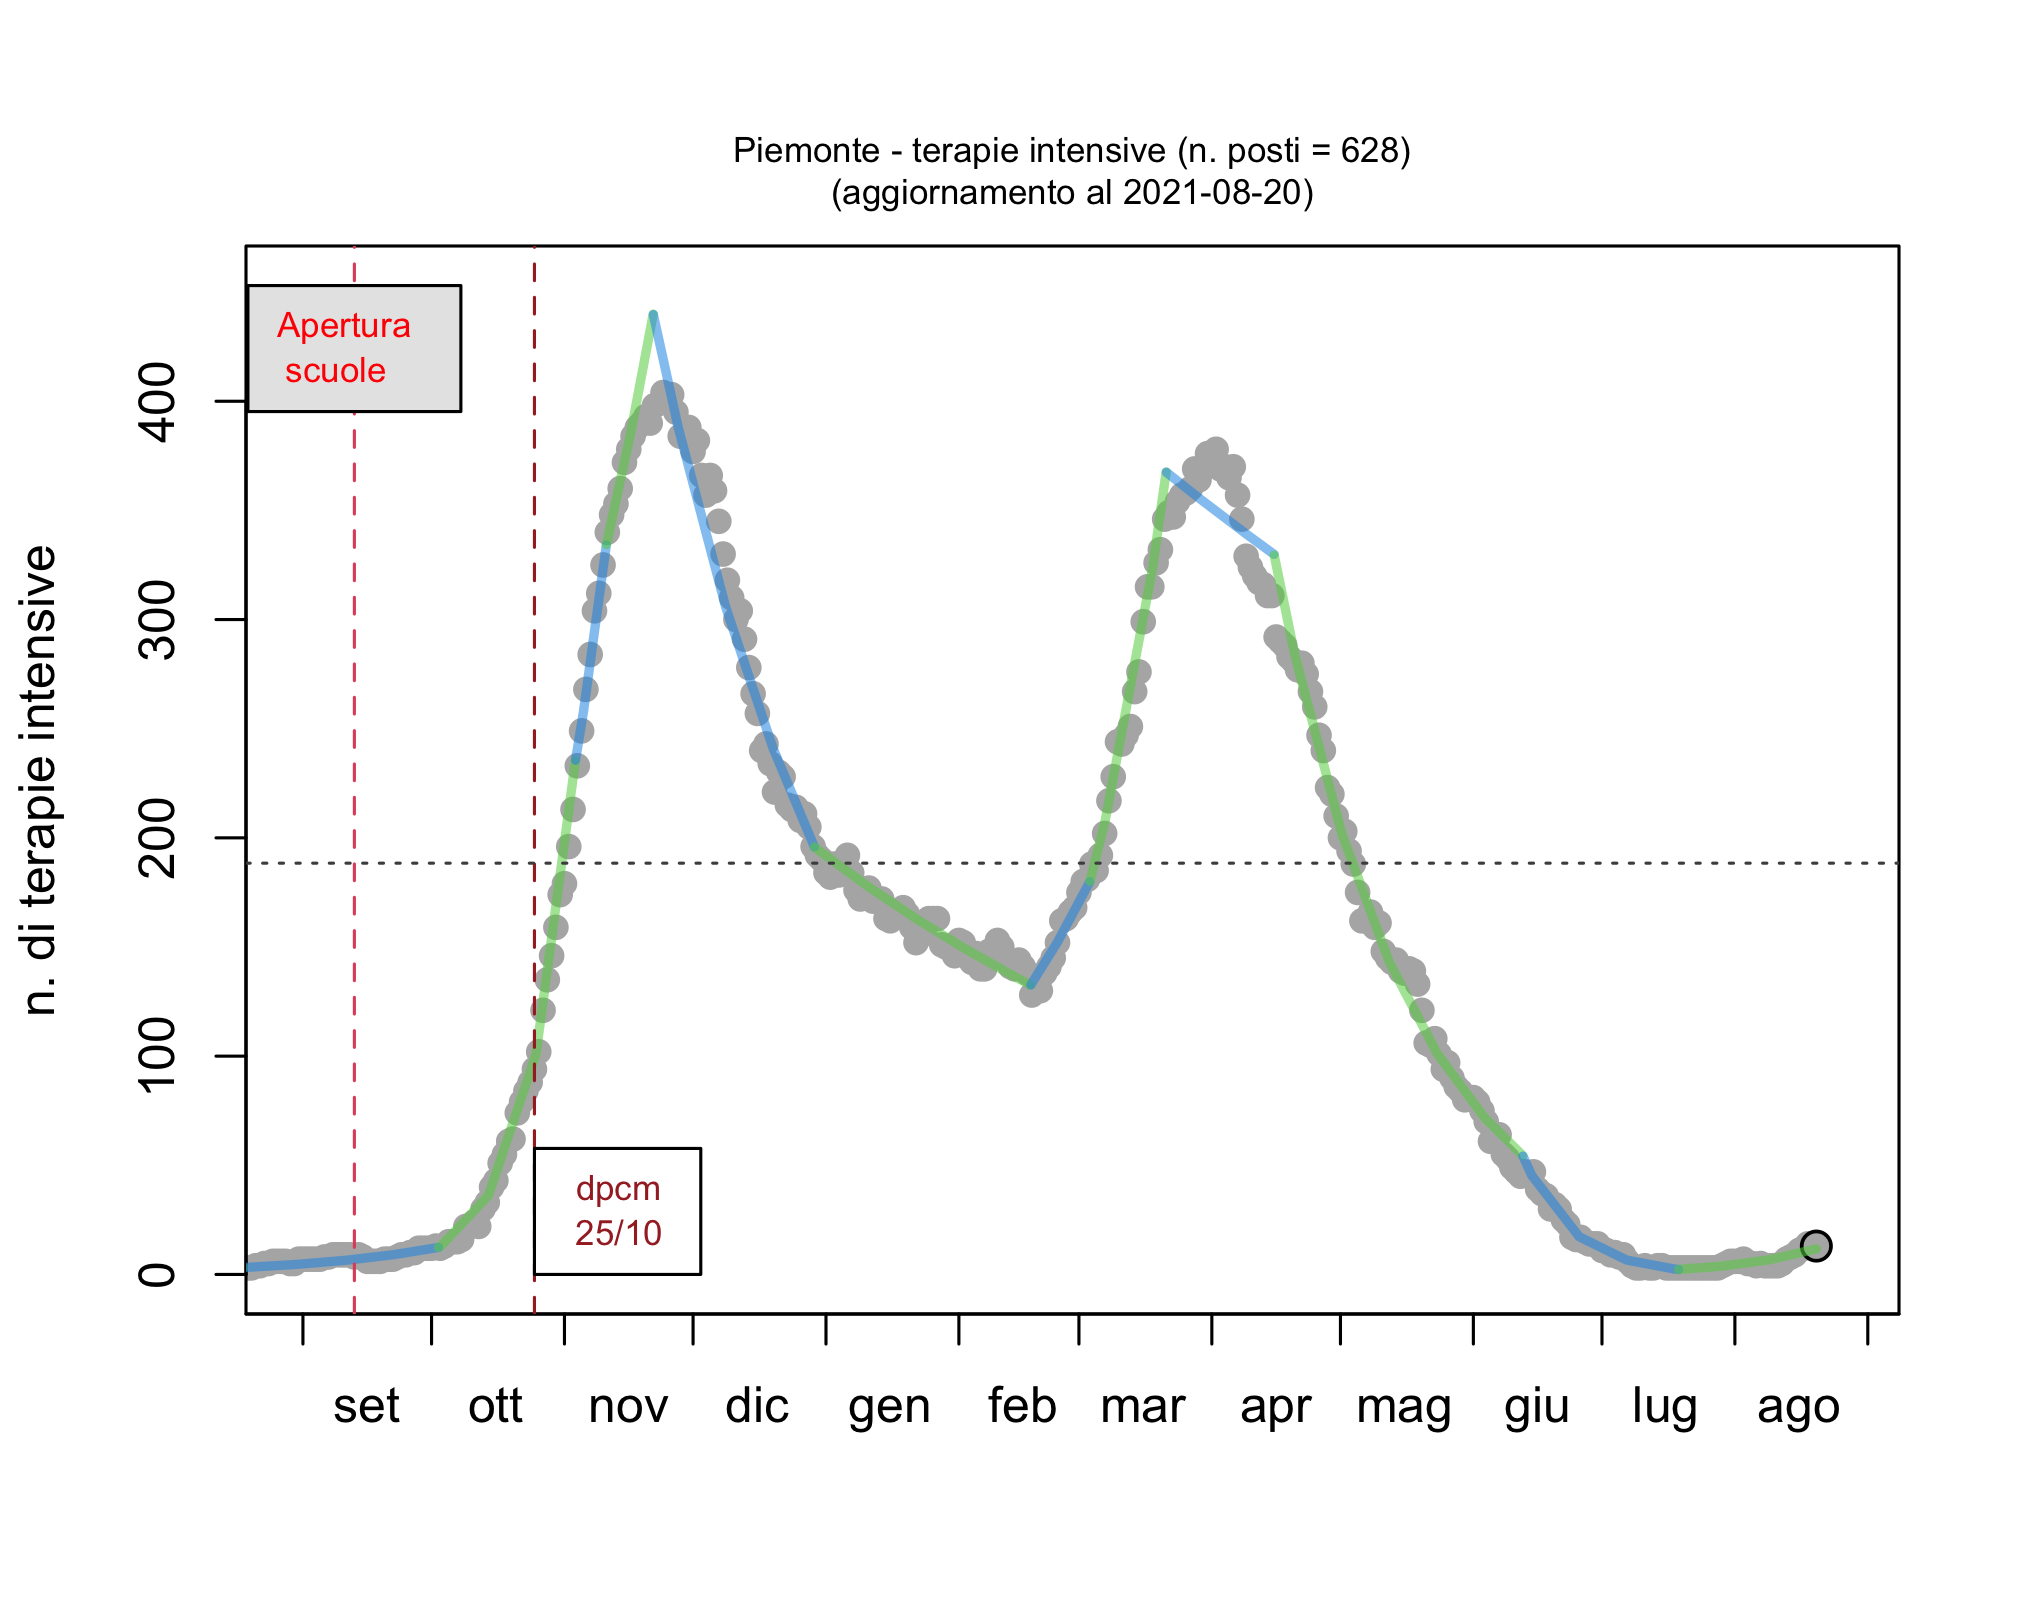 Piemonte - terapie intensive (n. posti = 628)
(aggiornamento al 2021-08-20)
Apertura
scuole
n. di terapie intensive
400
300
200
100
0
dpcm
25/10
set ott nov dic gen feb mar apr mag giu lug ago